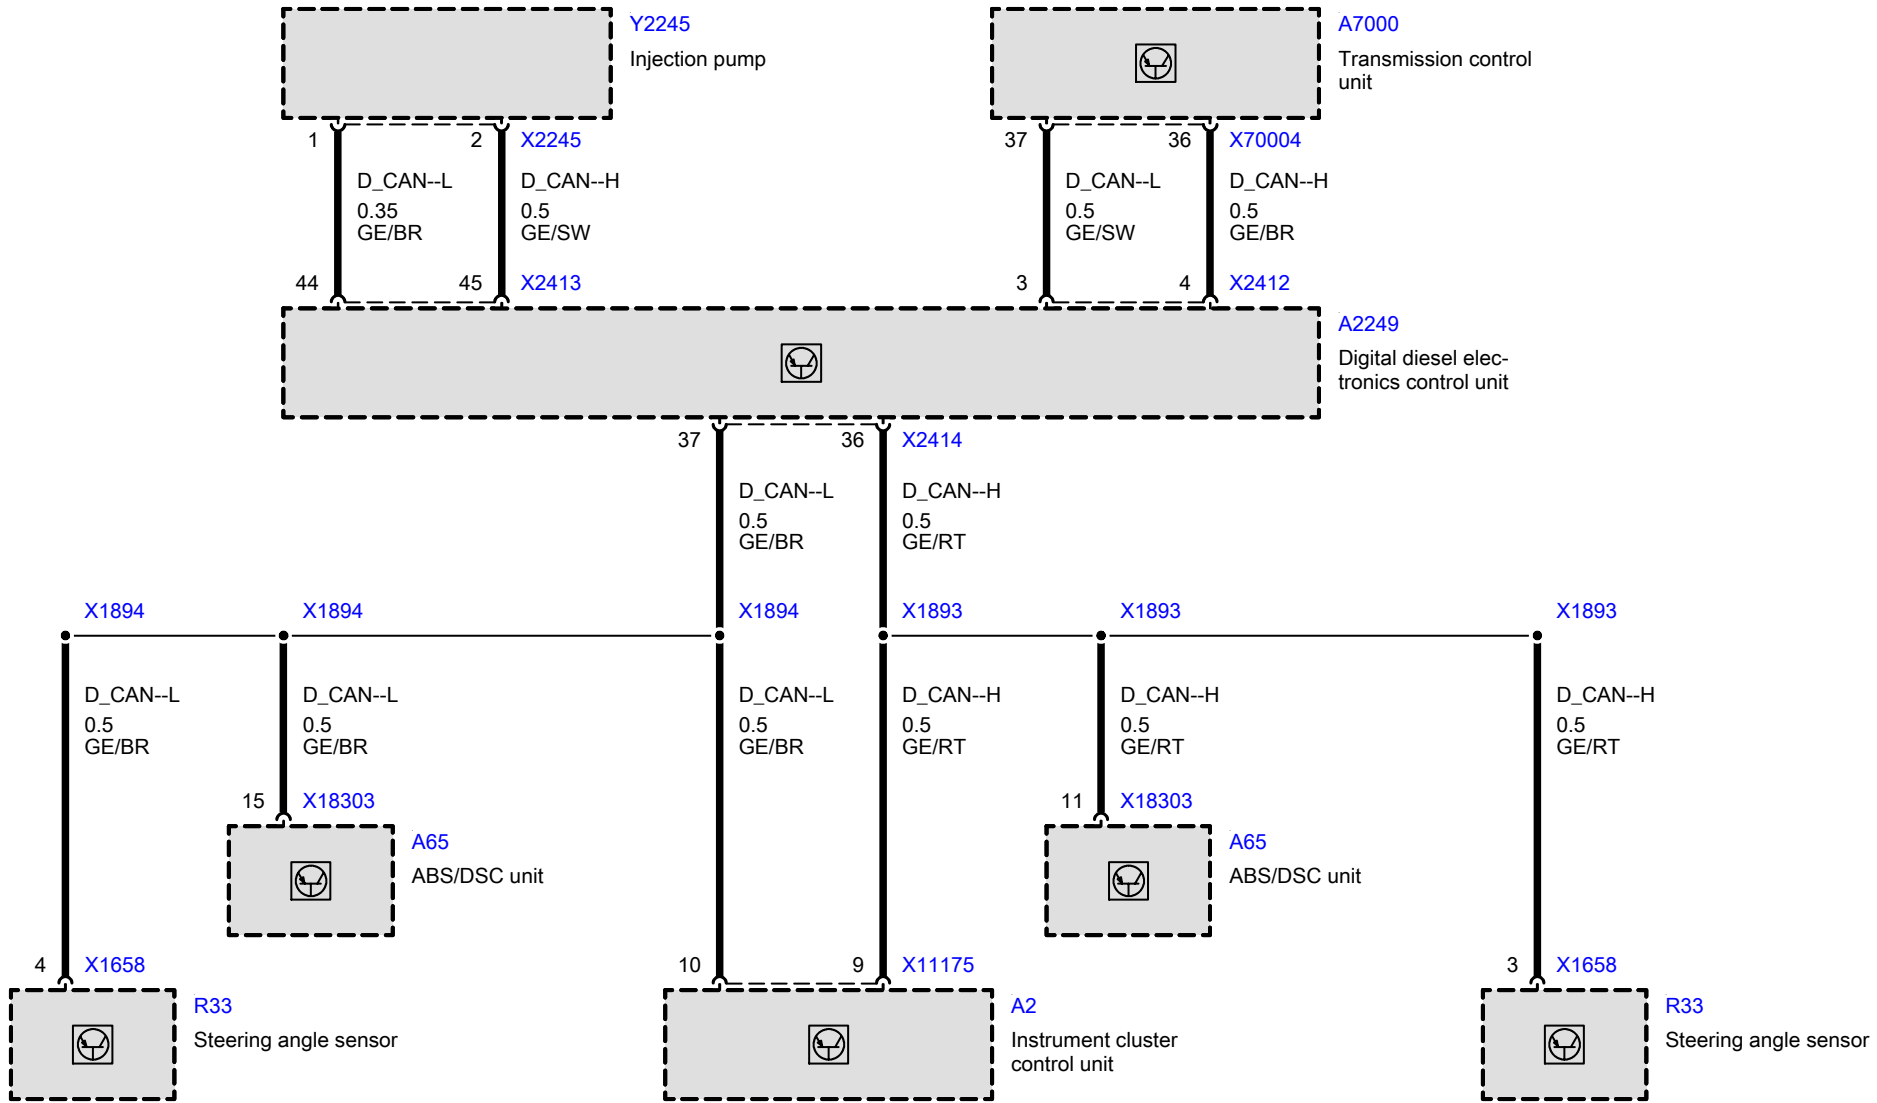 Y2245
Injection pump
A7000
Transmission control
unit
1
2
X2245
37
36
X70004
D_CAN--L
0.35
GE/BR
D_CAN--H
0.5
GE/SW
D_CAN--L
0.5
GE/SW
D_CAN--H
0.5
GE/BR
44
45
X2413
3
4
X2412
A2249
Digital diesel elec-
tronics control unit
37
36
X2414
D_CAN--L
0.5
GE/BR
D_CAN--H
0.5
GE/RT
X1894
X1894
X1894
X1893
X1893
X1893
D_CAN--L
0.5
GE/BR
D_CAN--L
0.5
GE/BR
D_CAN--L
0.5
GE/BR
D_CAN--H
0.5
GE/RT
D_CAN--H
0.5
GE/RT
D_CAN--H
0.5
GE/RT
15
X18303
11
X18303
A65
ABS/DSC unit
A65
ABS/DSC unit
4
X1658
10
9
X11175
3
X1658
R33
Steering angle sensor
A2
Instrument cluster
control unit
R33
Steering angle sensor